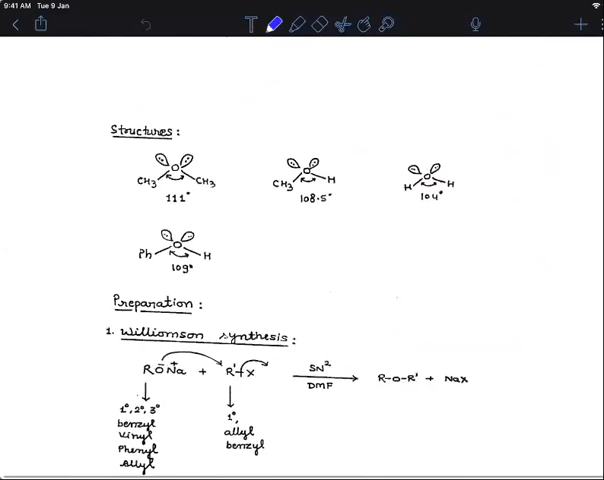 9:41 AM Tue 9 Jan
Structures:
CH3 O CH3
111°
CH3 O H
108.5°
H O H
104°
Ph O H
109°
Preparation:
1. Williamson synthesis:
RŌN⁺a + R'-X SN² DMF R-O-R' + NaX
1°, 2°, 3°
benzyl
Vinyl
Phenyl
allyl
1°,
allyl
benzyl